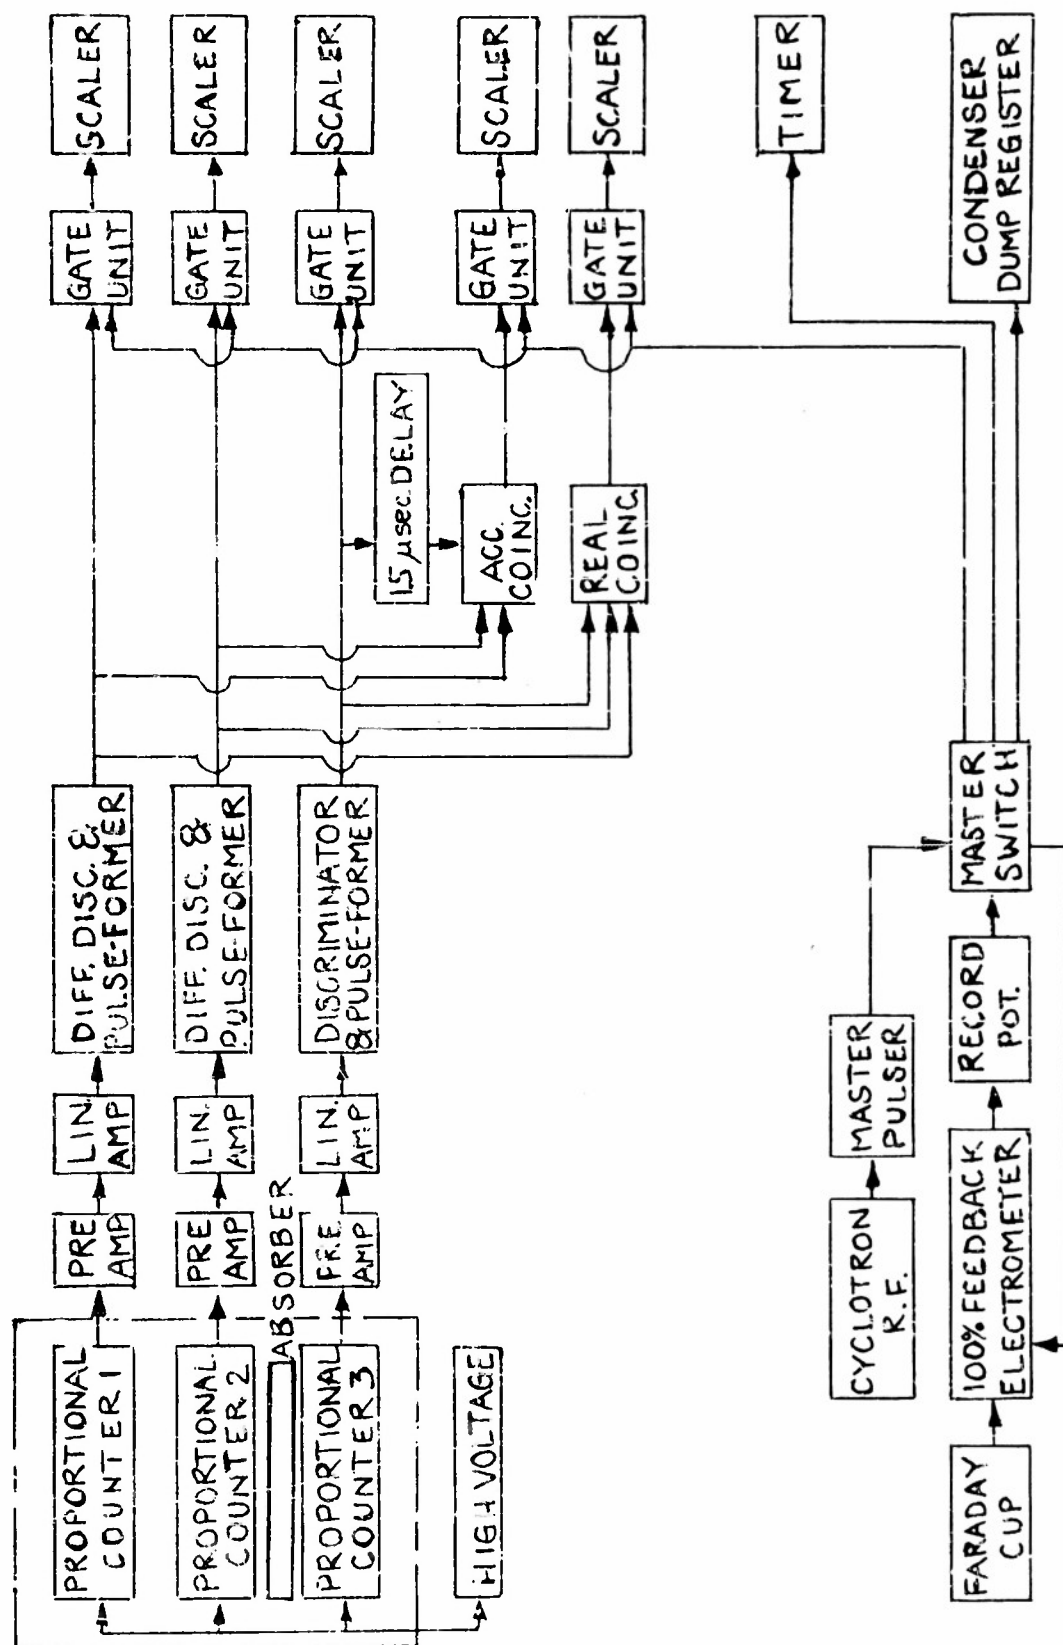 PROPORTIONAL
COUNTER 1
PRE
AMP
LIN.
AMP
DIFF. DISC. &
PULSE-FORMER
GATE
UNIT
SCALER
PROPORTIONAL
COUNTER 2
PRE
AMP
LIN.
AMP
DIFF. DISC. &
PULSE-FORMER
GATE
UNIT
SCALER
ABSORBER
PROPORTIONAL
COUNTER 3
PRE
AMP
LIN.
AMP
DISCRIMINATOR
& PULSE-FORMER
GATE
UNIT
SCALER
1.5 μsec. DELAY
HIGH VOLTAGE
ACC.
COINC.
GATE
UNIT
SCALER
REAL
COINC.
GATE
UNIT
SCALER
TIMER
CYCLOTRON
R.F.
MASTER
PULSER
FARADAY
CUP
100% FEEDBACK
ELECTROMETER
RECORD
POT.
MASTER
SWITCH
CONDENSER
DUMP REGISTER